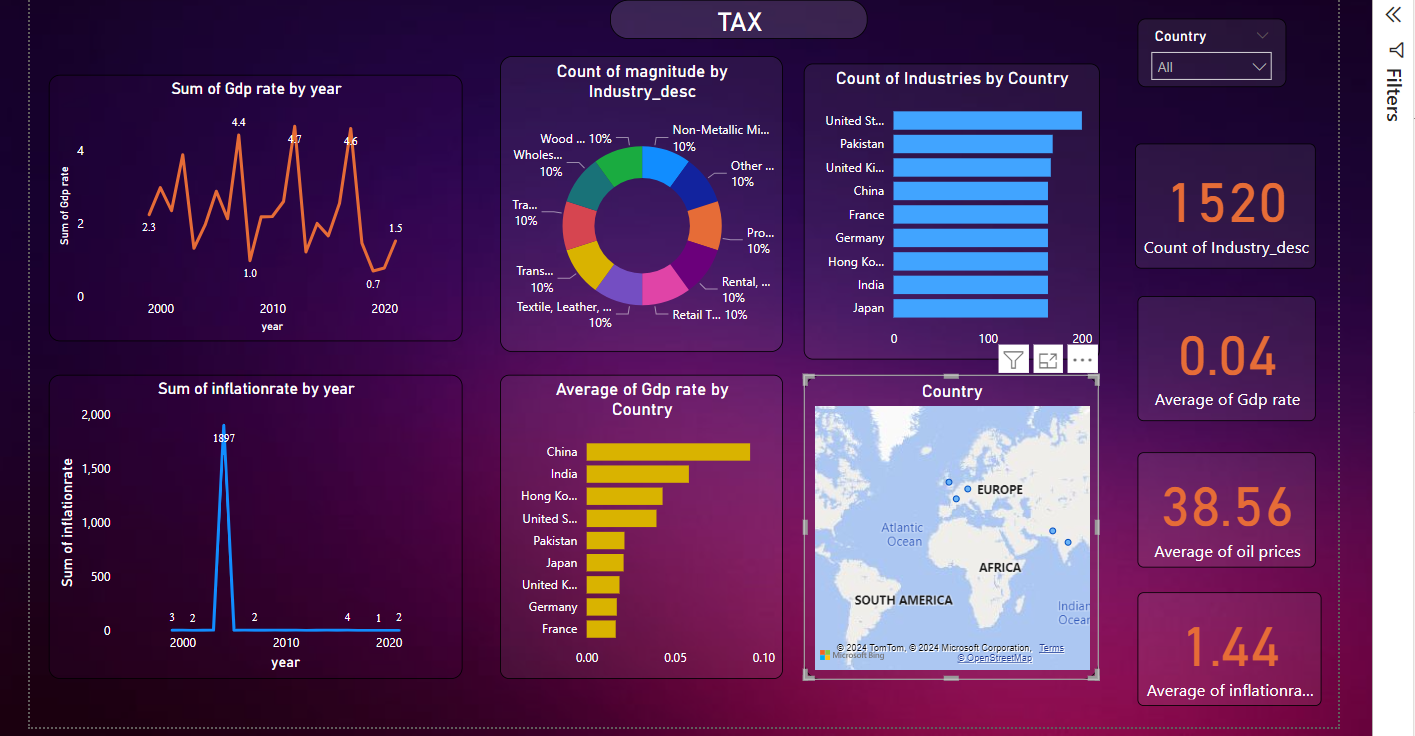 TAX
Country
All
Filters
Sum of Gdp rate by year
Sum of Gdp rate
4
2
0
2.3
4.4
1.0
4.7
4.6
0.7
1.5
2000
2010
2020
year
Count of magnitude by
Industry_desc
Wood ... 10%
Non-Metallic Mi...
10%
Whole​s...
10%
Other ...
10%
Tra...
10%
Pro...
10%
Trans...
10%
Rental, ...
10%
Textile, Leather, ...
10%
Retail T... 10%
Count of Industries by Country
United St...
Pakistan
United Ki...
China
France
Germany
Hong Ko...
India
Japan
0
100
200
1520
Count of Industry_desc
0.04
Average of Gdp rate
38.56
Average of oil prices
1.44
Average of inflationra...
Sum of inflationrate by year
Sum of inflationrate
2,000
1,500
1,000
500
0
1897
3
2
2
4
1
2
2000
2010
2020
year
Average of Gdp rate by
Country
China
India
Hong Ko...
United S...
Pakistan
Japan
United K...
Germany
France
0.00
0.05
0.10
Country
EUROPE
Atlantic
Ocean
AFRICA
SOUTH AMERICA
Indian
Ocean
Microsoft Bing
© 2024 TomTom, © 2024 Microsoft Corporation, Terms
© OpenStreetMap